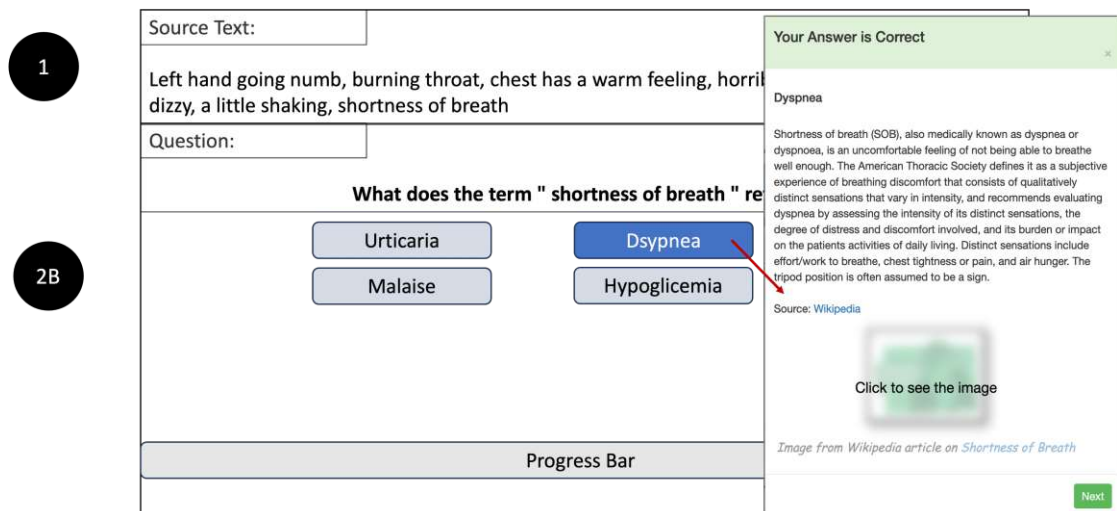 1
Source Text:
Left hand going numb, burning throat, chest has a warm feeling, horri
dizzy, a little shaking, shortness of breath
2B
Question:
What does the term " shortness of breath " re
Urticaria
Dsypnea
Malaise
Hypoglicemia
Progress Bar
Your Answer is Correct
×
Dyspnea
Shortness of breath (SOB), also medically known as dyspnea or
dyspnoea, is an uncomfortable feeling of not being able to breathe
well enough. The American Thoracic Society defines it as a subjective
experience of breathing discomfort that consists of qualitatively
distinct sensations that vary in intensity, and recommends evaluating
dyspnea by assessing the intensity of its distinct sensations, the
degree of distress and discomfort involved, and its burden or impact
on the patients activities of daily living. Distinct sensations include
effort/work to breathe, chest tightness or pain, and air hunger. The
tripod position is often assumed to be a sign.
Source: Wikipedia
Click to see the image
Image from Wikipedia article on Shortness of Breath
Next